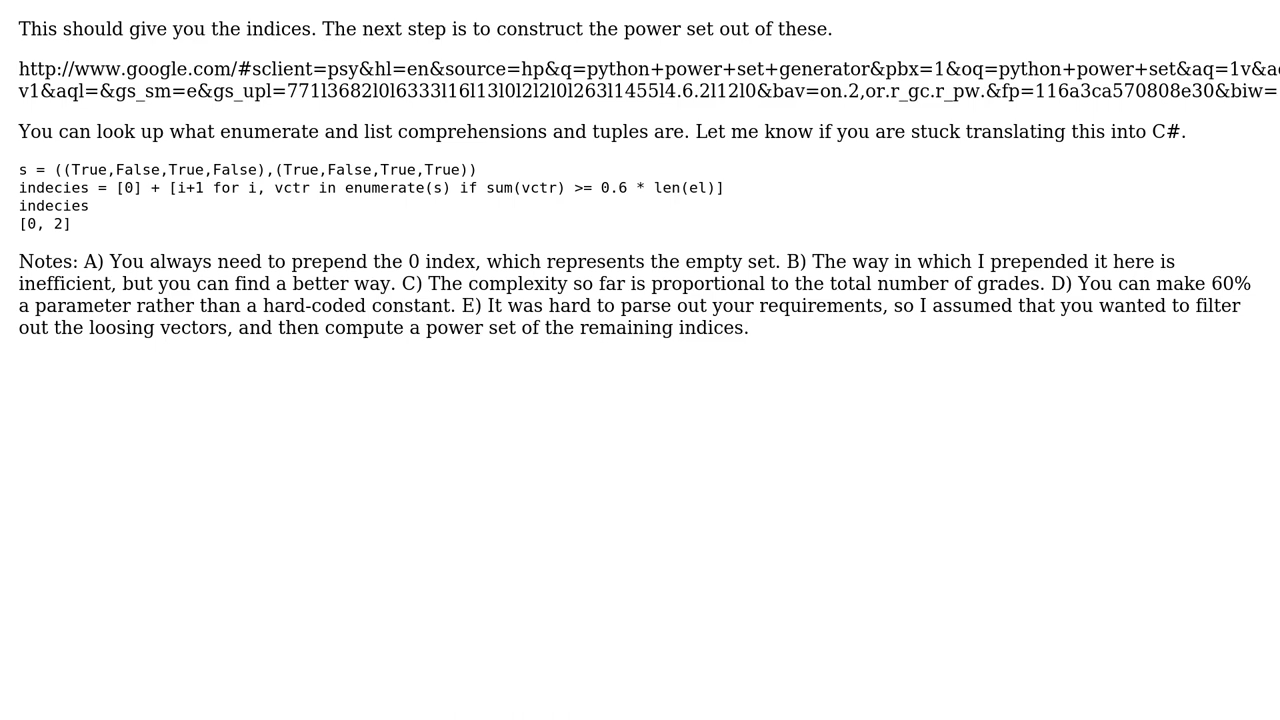 This should give you the indices. The next step is to construct the power set out of these.
http://www.google.com/#sclient=psy&hl=en&source=hp&q=python+power+set+generator&pbx=1&oq=python+power+set&aq=1v&aq
v1&aql=&gs_sm=e&gs_upl=771l3682l0l6333l16l13l0l2l2l0l263l1455l4.6.2l12l0&bav=on.2,or.r_gc.r_pw.&fp=116a3ca570808e30&biw=
You can look up what enumerate and list comprehensions and tuples are. Let me know if you are stuck translating this into C#.
s = ((True,False,True,False),(True,False,True,True))
indecies = [0] + [i+1 for i, vctr in enumerate(s) if sum(vctr) >= 0.6 * len(el)]
indecies
[0, 2]
Notes: A) You always need to prepend the 0 index, which represents the empty set. B) The way in which I prepended it here is
inefficient, but you can find a better way. C) The complexity so far is proportional to the total number of grades. D) You can make 60%
a parameter rather than a hard-coded constant. E) It was hard to parse out your requirements, so I assumed that you wanted to filter
out the loosing vectors, and then compute a power set of the remaining indices.